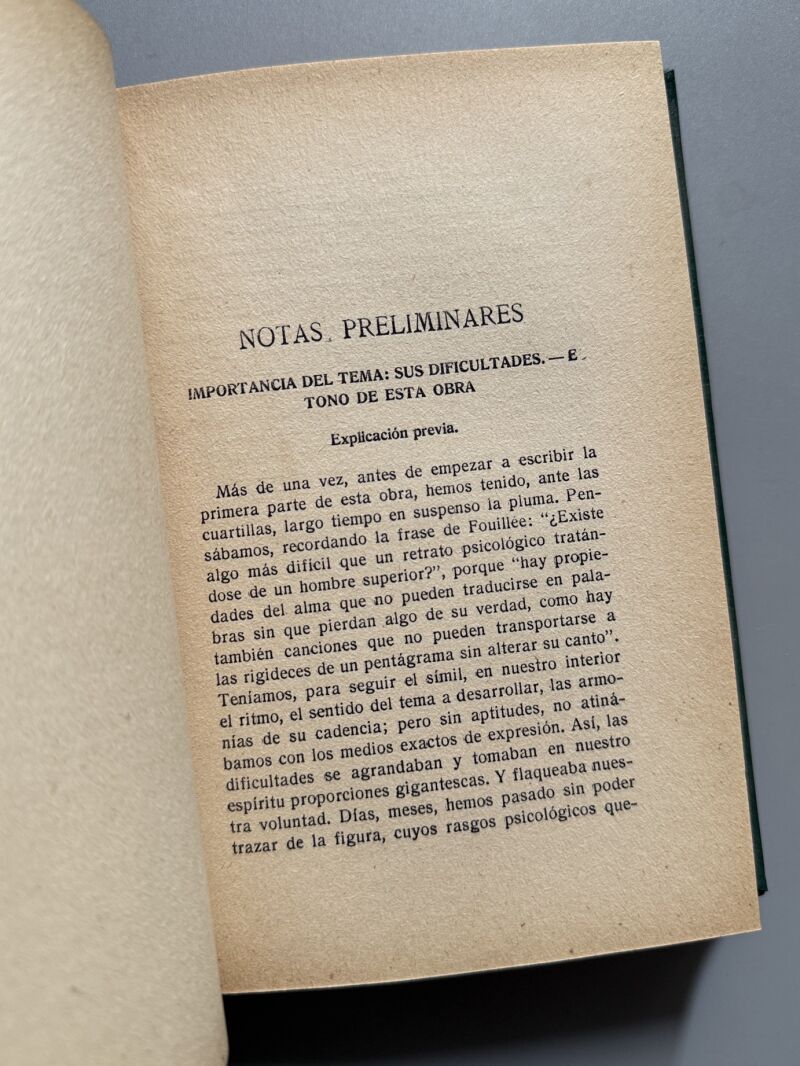 NOTAS PRELIMINARES
IMPORTANCIA DEL TEMA: SUS DIFICULTADES. — E
TONO DE ESTA OBRA
Explicación previa.
Más de una vez, antes de empezar a escribir la
primera parte de esta obra, hemos tenido, ante las
cuartillas, largo tiempo en suspenso la pluma. Pen-
sábamos, recordando la frase de Fouillée: "¿Existe
algo más difícil que un retrato psicológico tratán-
dose de un hombre superior?", porque "hay propie-
dades del alma que no pueden traducirse en pala-
bras sin que pierdan algo de su verdad, como hay
también canciones que no pueden transportarse a
las rigideces de un pentágrama sin alterar su canto".
Teníamos, para seguir el símil, en nuestro interior
el ritmo, el sentido del tema a desarrollar, las armo-
nías de su cadencia; pero sin aptitudes, no atiná-
bamos con los medios exactos de expresión. Así, las
dificultades se agrandaban y tomaban en nuestro
espíritu proporciones gigantescas. Y flaqueaba nues-
tra voluntad. Días, meses, hemos pasado sin poder
trazar de la figura, cuyos rasgos psicológicos que-